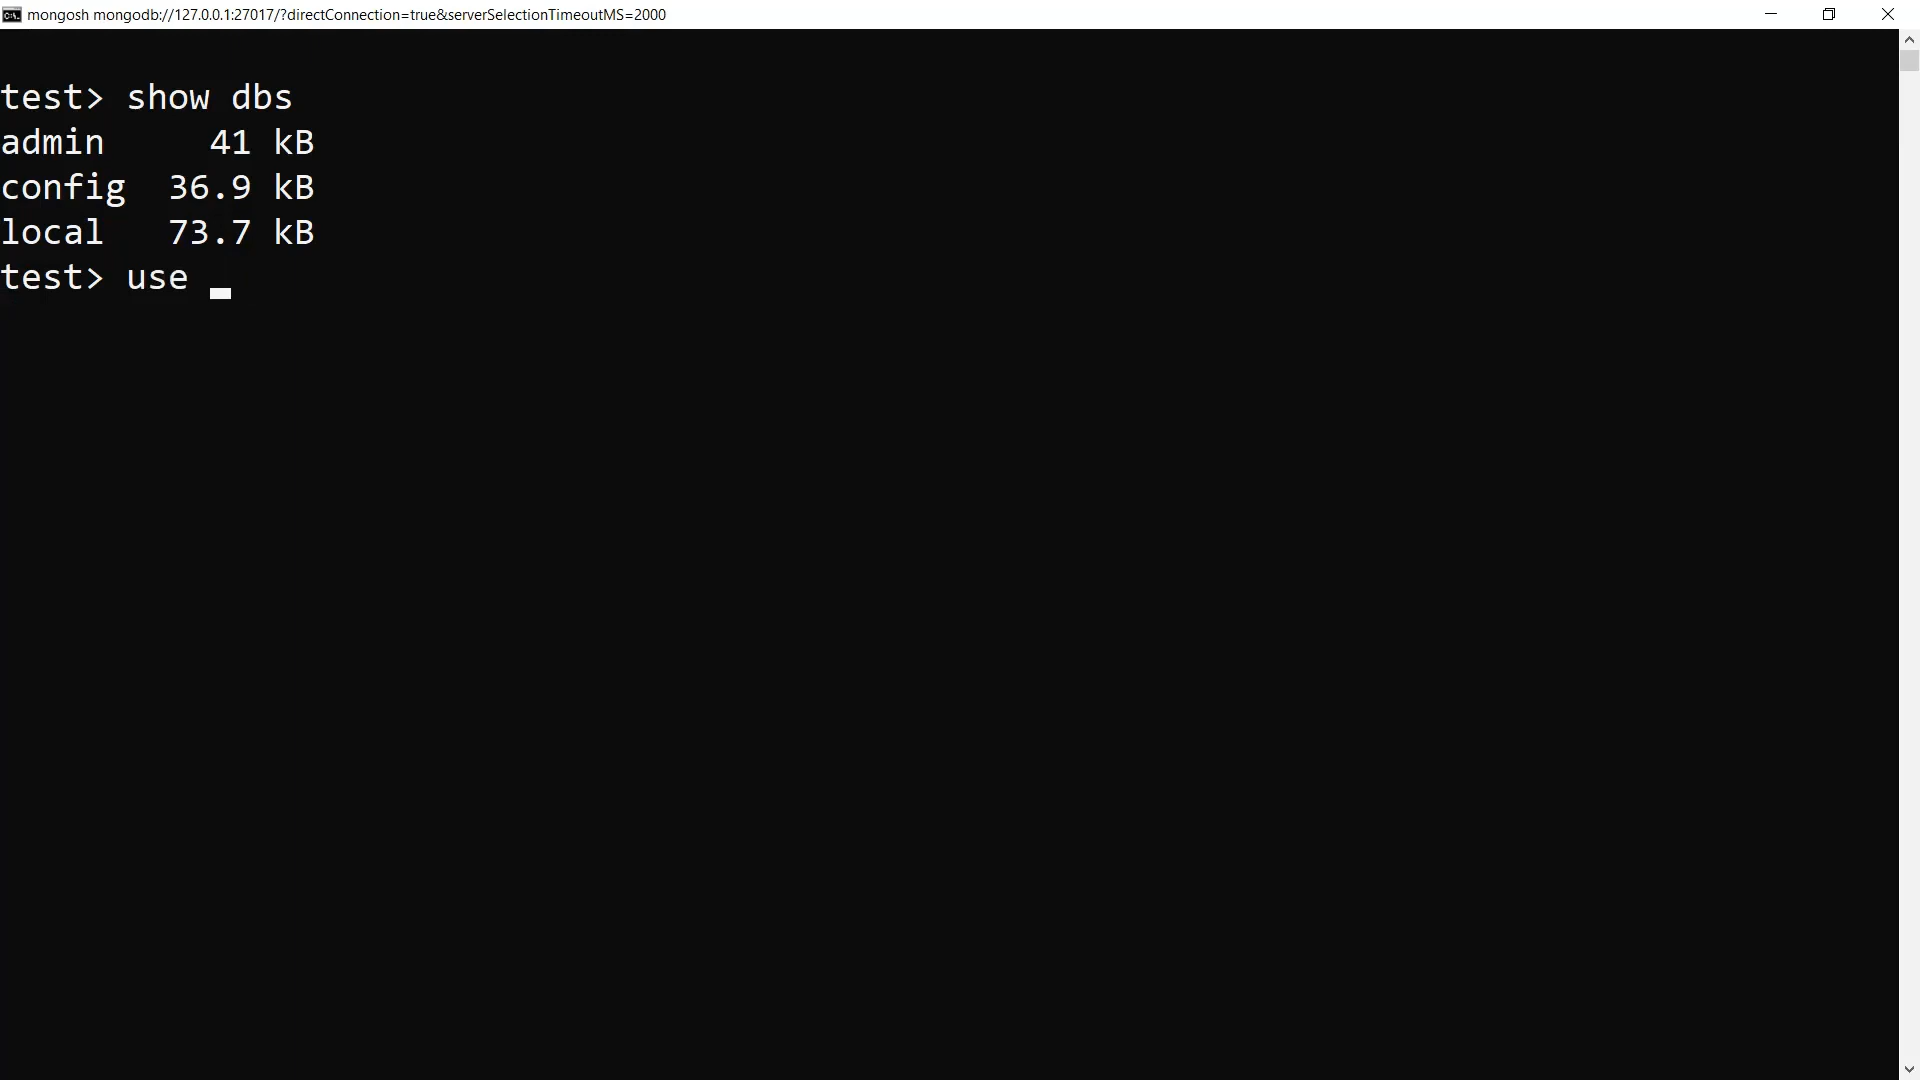 mongosh mongodb://127.0.0.1:27017/?directConnection=true&serverSelectionTimeoutMS=2000
test> show dbs
admin     41 kB
config  36.9 kB
local   73.7 kB
test> use